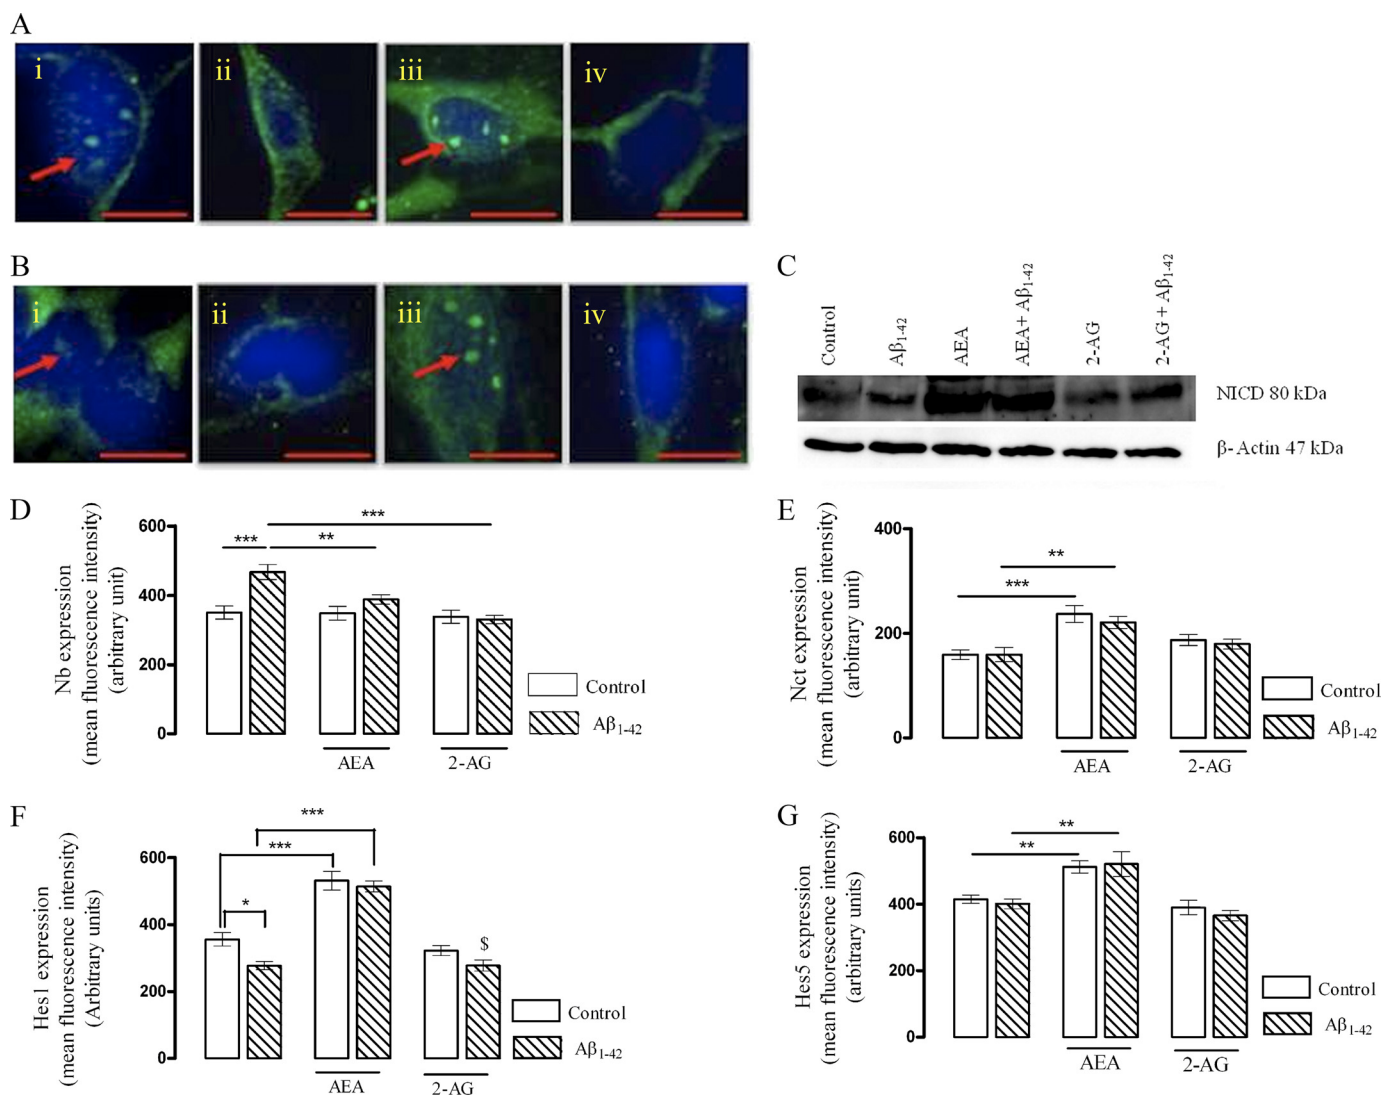 A
i
ii
iii
iv
B
i
ii
iii
iv
C
Control
Aβ1-42
AEA
AEA+ Aβ1-42
2-AG
2-AG + Aβ1-42
NICD 80 kDa
β-Actin 47 kDa
D
Nb expression
(mean fluorescence intensity)
(arbitrary unit)
600
400
200
0
***
**
***
AEA
2-AG
Control
Aβ1-42
E
Nct expression
(mean fluorescence intensity)
(arbitrary unit)
400
200
0
***
**
AEA
2-AG
Control
Aβ1-42
F
Hes1 expression
(mean fluorescence intensity)
(Arbitrary units)
600
400
200
0
***
***
*
$
AEA
2-AG
Control
Aβ1-42
G
Hes5 expression
(mean fluorescence intensity)
(arbitrary units)
600
400
200
0
**
**
AEA
2-AG
Control
Aβ1-42